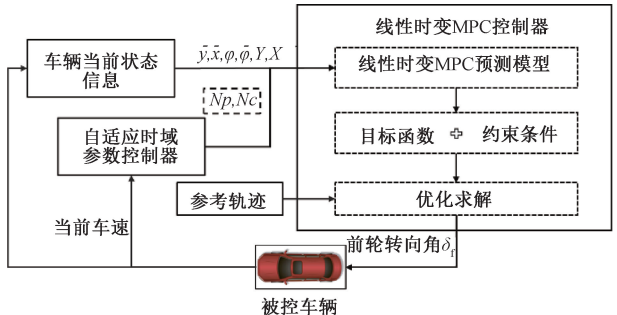 线性时变MPC控制器
车辆当前状态
信息
ẏ,ẋ,φ,φ̇,Y,X
线性时变MPC预测模型
Np,Nc
自适应时域
参数控制器
目标函数 + 约束条件
参考轨迹
优化求解
当前车速
前轮转向角δf
被控车辆